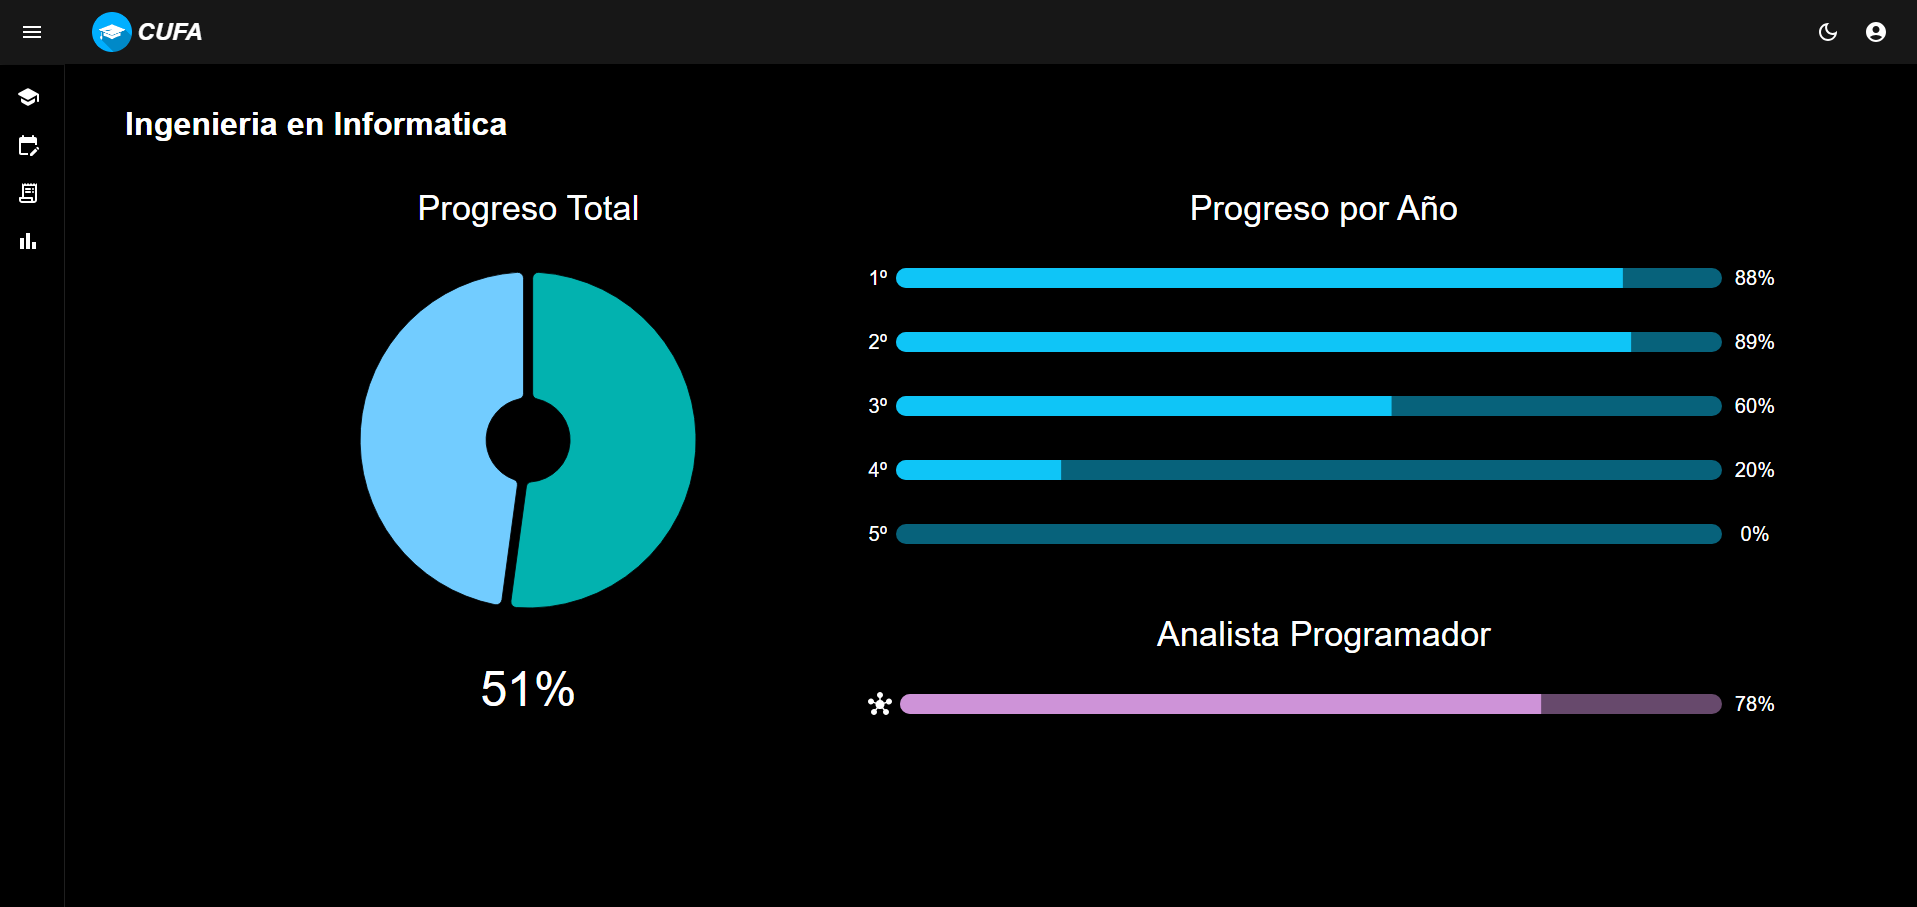 CUFA
Ingenieria en Informatica
Progreso Total
51%
Progreso por Año
1º 88%
2º 89%
3º 60%
4º 20%
5º 0%
Analista Programador
78%